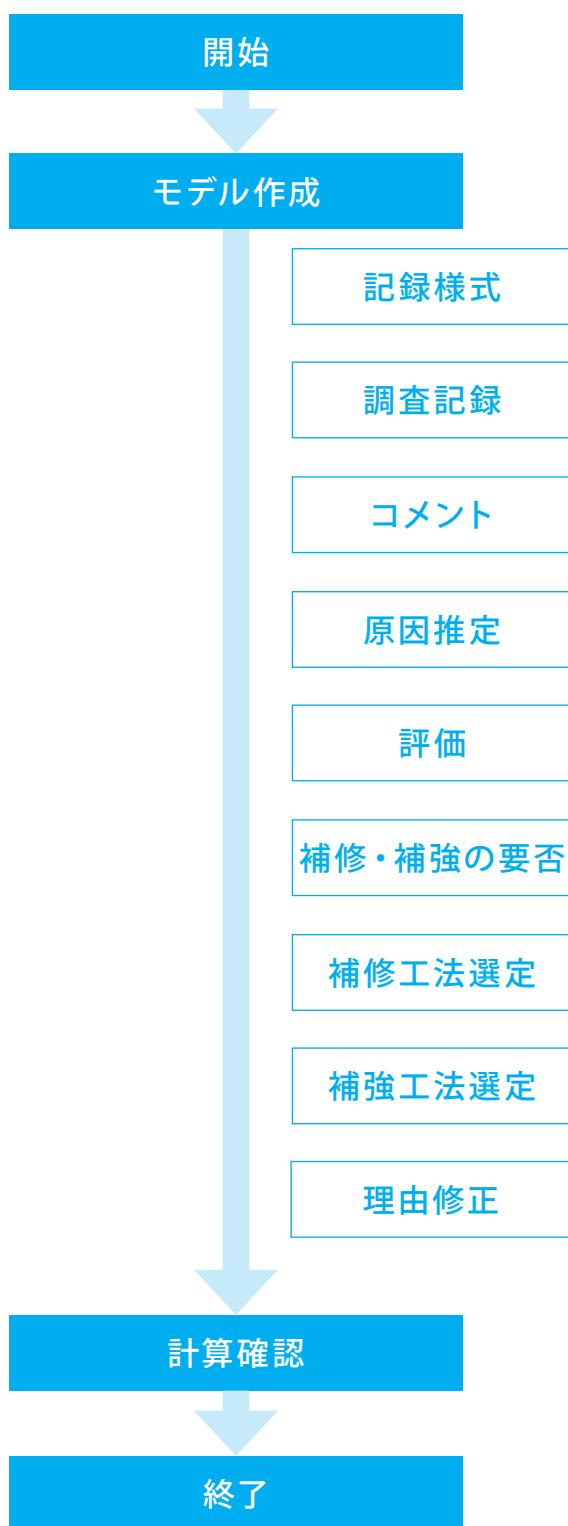 開始
モデル作成
記録様式
調査記録
コメント
原因推定
評価
補修・補強の要否
補修工法選定
補強工法選定
理由修正
計算確認
終了